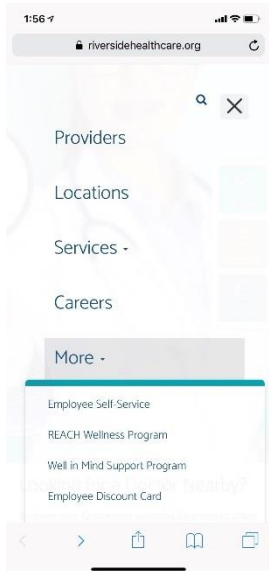 1:56
riversidehealthcare.org
Providers
Locations
Services
Careers
More
Employee Self-Service
REACH Wellness Program
Well in Mind Support Program
Employee Discount Card